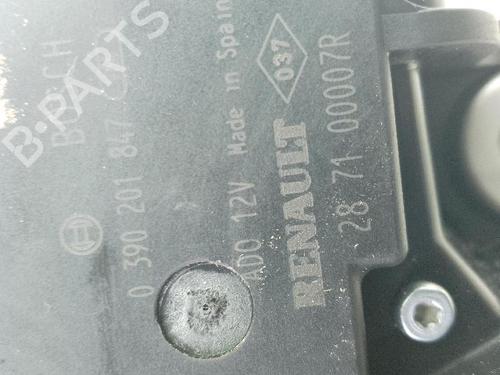 BOSCH
0 390 201 847
ADO 12V Made in Spain
037
RENAULT
28 71 00007R
B-PARTS